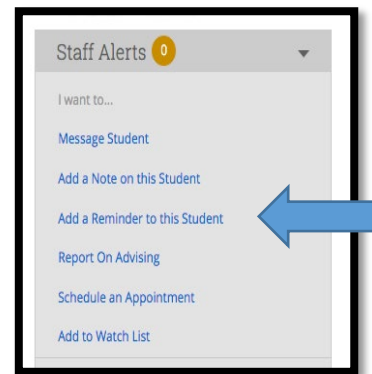 Staff Alerts 0
I want to...
Message Student
Add a Note on this Student
Add a Reminder to this Student
Report On Advising
Schedule an Appointment
Add to Watch List